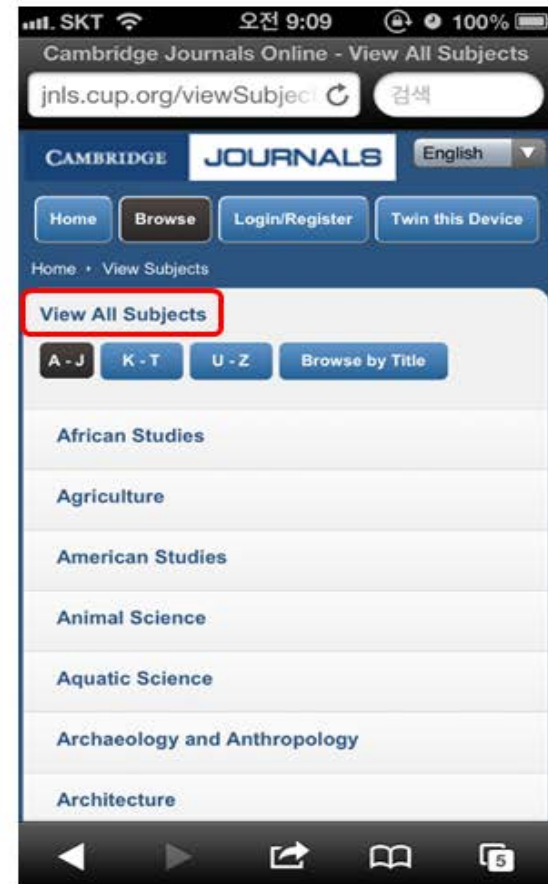 SKT 오전 9:09 100%
Cambridge Journals Online - View All Subjects
jnls.cup.org/viewSubjec 검색
CAMBRIDGE JOURNALS English
Home Browse Login/Register Twin this Device
Home • View Subjects
View All Subjects
A - J K - T U - Z Browse by Title
African Studies
Agriculture
American Studies
Animal Science
Aquatic Science
Archaeology and Anthropology
Architecture
5